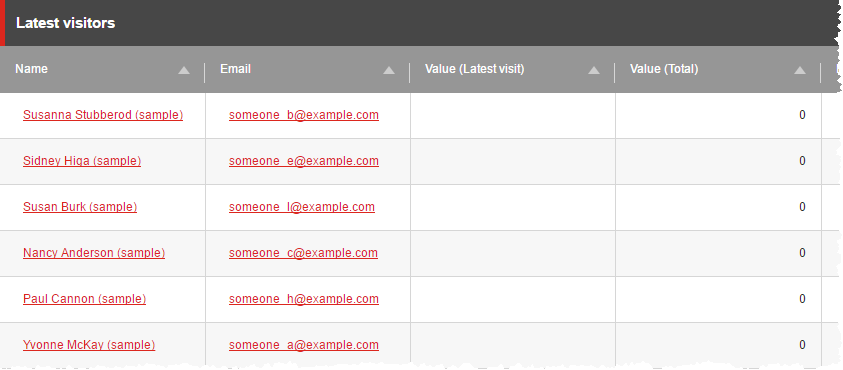 Latest visitors
Name Email Value (Latest visit) Value (Total)
Susanna Stubberod (sample) someone_b@example.com 0
Sidney Higa (sample) someone_e@example.com 0
Susan Burk (sample) someone_l@example.com 0
Nancy Anderson (sample) someone_c@example.com 0
Paul Cannon (sample) someone_h@example.com 0
Yvonne McKay (sample) someone_a@example.com 0